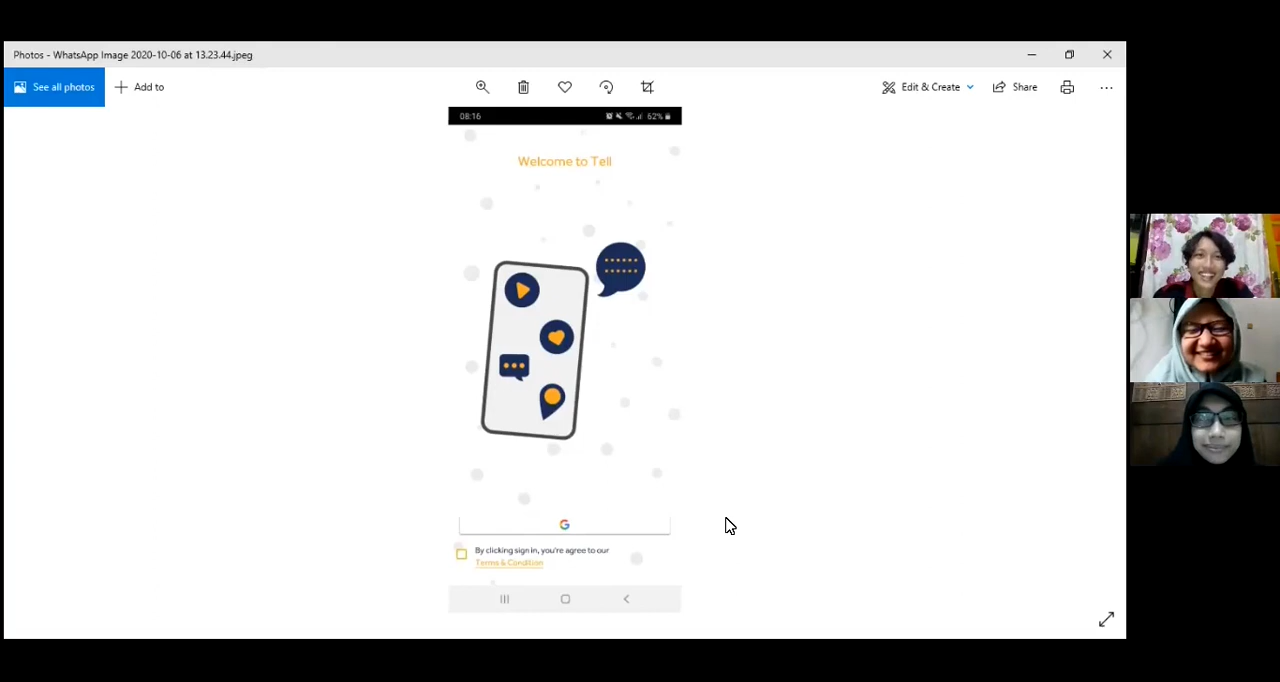 Photos - WhatsApp Image 2020-10-06 at 13.23.44.jpeg
See all photos
Add to
Edit & Create
Share
08:16
62%
Welcome to Tell
G
By clicking sign in, you're agree to our
Terms & Condition